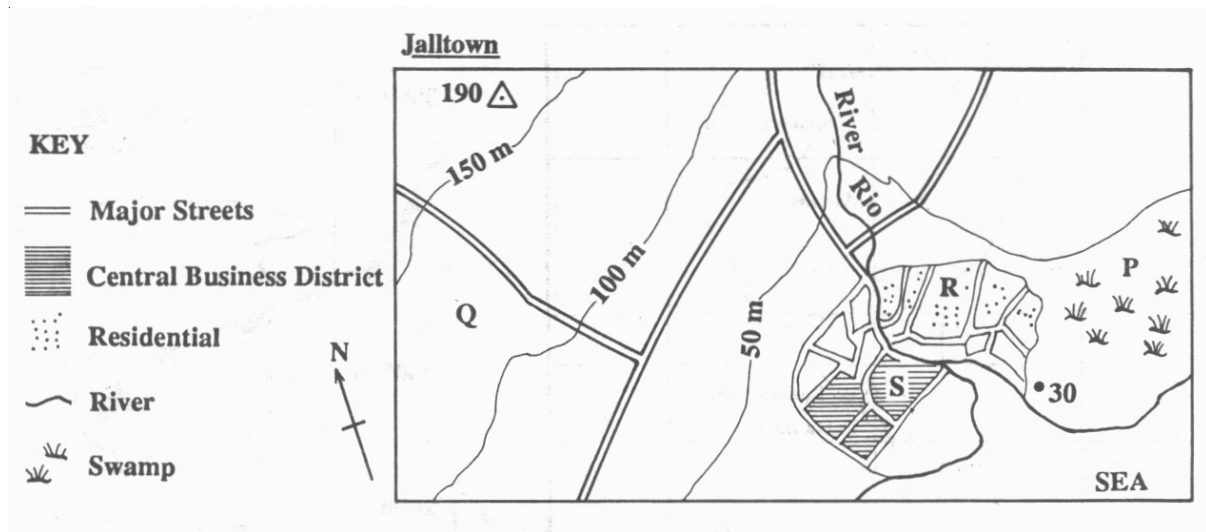 Jalltown
KEY
Major Streets
Central Business District
Residential
River
Swamp
N
190
150 m
100 m
50 m
River
Rio
P
Q
R
S
30
SEA